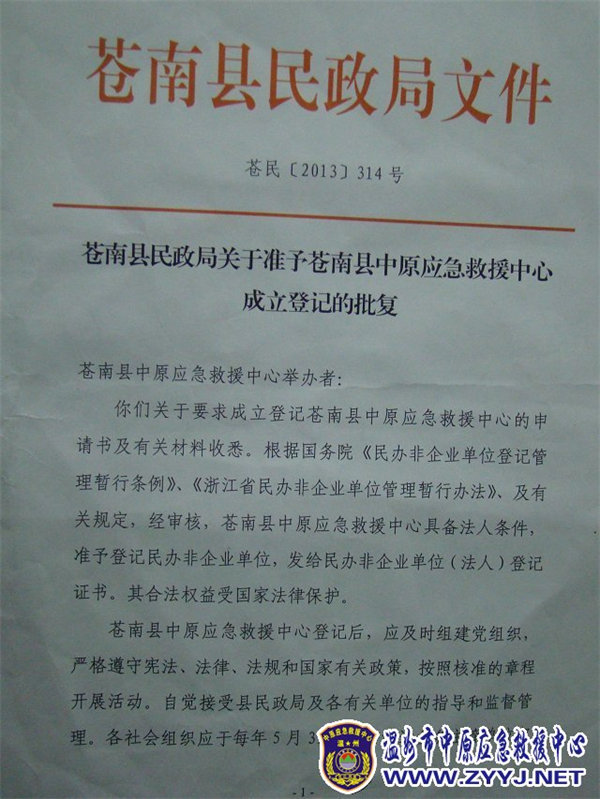 苍南县民政局文件
苍民〔2013〕314号
苍南县民政局关于准予苍南县中原应急救援中心
成立登记的批复
苍南县中原应急救援中心举办者：
你们关于要求成立登记苍南县中原应急救援中心的申
请书及有关材料收悉。根据国务院《民办非企业单位登记管
理暂行条例》、《浙江省民办非企业单位管理暂行办法》、及有
关规定，经审核，苍南县中原应急救援中心具备法人条件，
准予登记民办非企业单位，发给民办非企业单位（法人）登记
证书。其合法权益受国家法律保护。
苍南县中原应急救援中心登记后，应及时组建党组织，
严格遵守宪法、法律、法规和国家有关政策，按照核准的章程
开展活动。自觉接受县民政局及各有关单位的指导和监督管
理。各社会组织应于每年5月3
- 1 -
中原应急救援中心
温★州
温州市中原应急救援中心
WWW.ZYYJ.NET